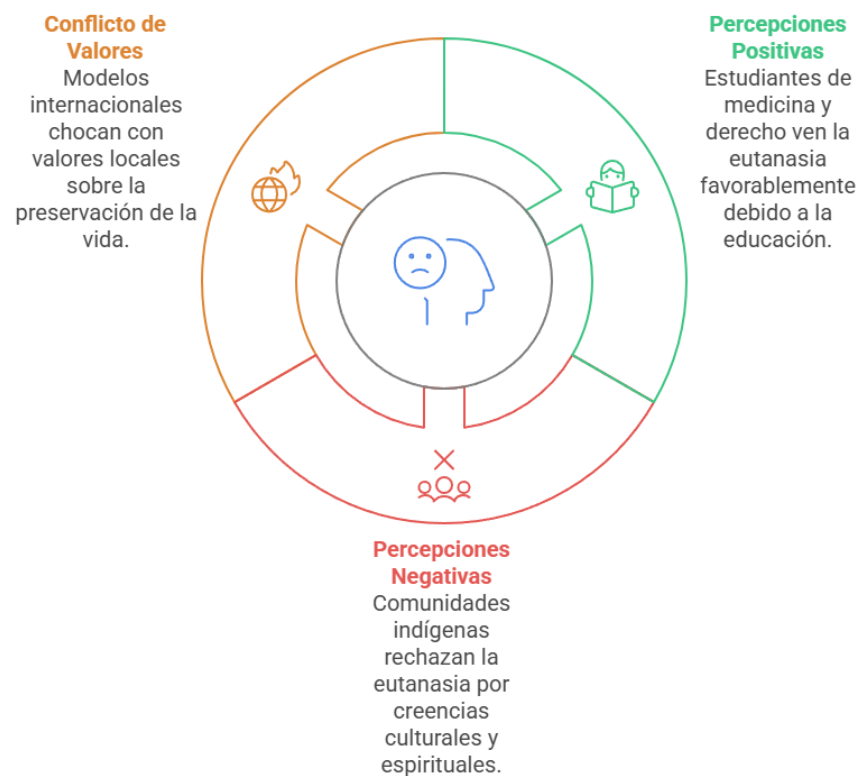 Conflicto de
Valores
Modelos
internacionales
chocan con
valores locales
sobre la
preservación de la
vida.
Percepciones
Positivas
Estudiantes de
medicina y
derecho ven la
eutanasia
favorablemente
debido a la
educación.
Percepciones
Negativas
Comunidades
indígenas
rechazan la
eutanasia por
creencias
culturales y
espirituales.